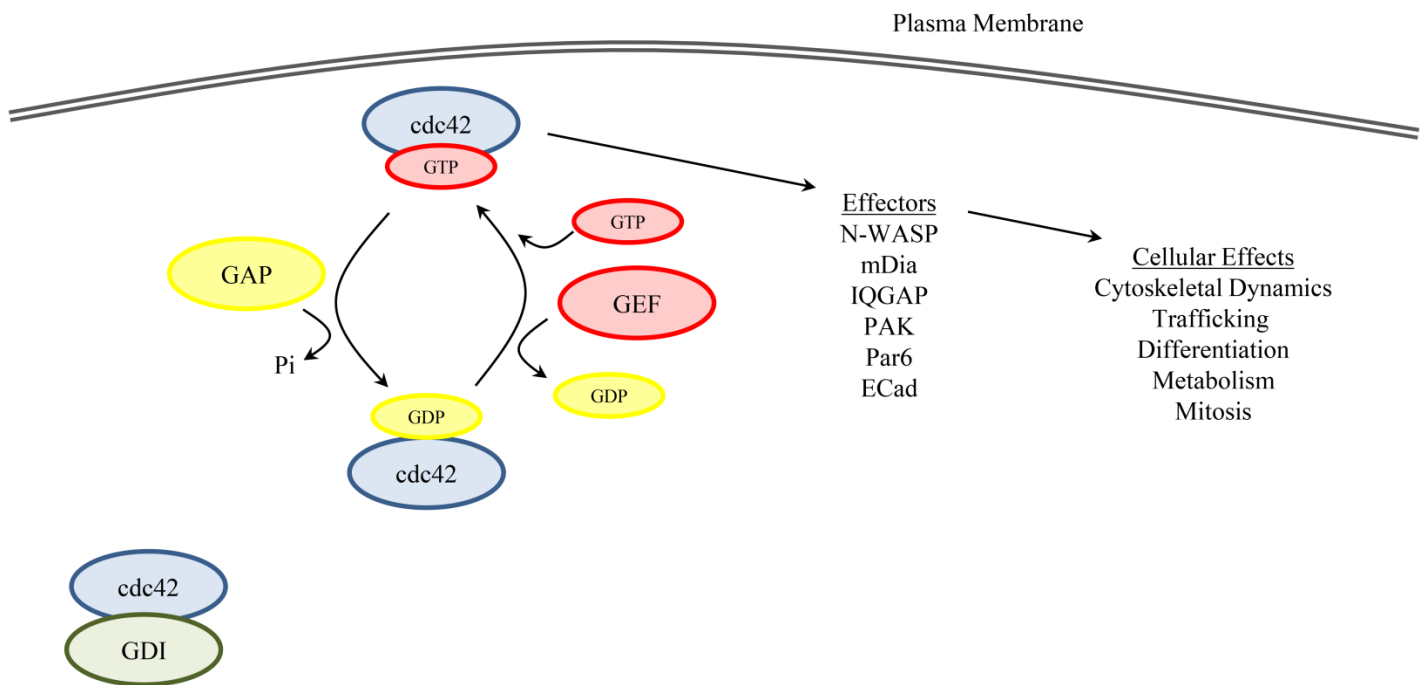 Plasma Membrane
cdc42
GTP
GTP
GAP
GEF
Pi
GDP
GDP
cdc42
cdc42
GDI
Effectors
N-WASP
mDia
IQGAP
PAK
Par6
ECad
Cellular Effects
Cytoskeletal Dynamics
Trafficking
Differentiation
Metabolism
Mitosis